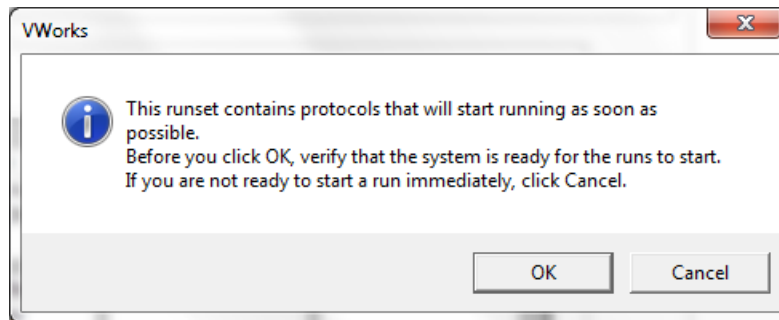 VWorks
This runset contains protocols that will start running as soon as
possible.
Before you click OK, verify that the system is ready for the runs to start.
If you are not ready to start a run immediately, click Cancel.
OK
Cancel